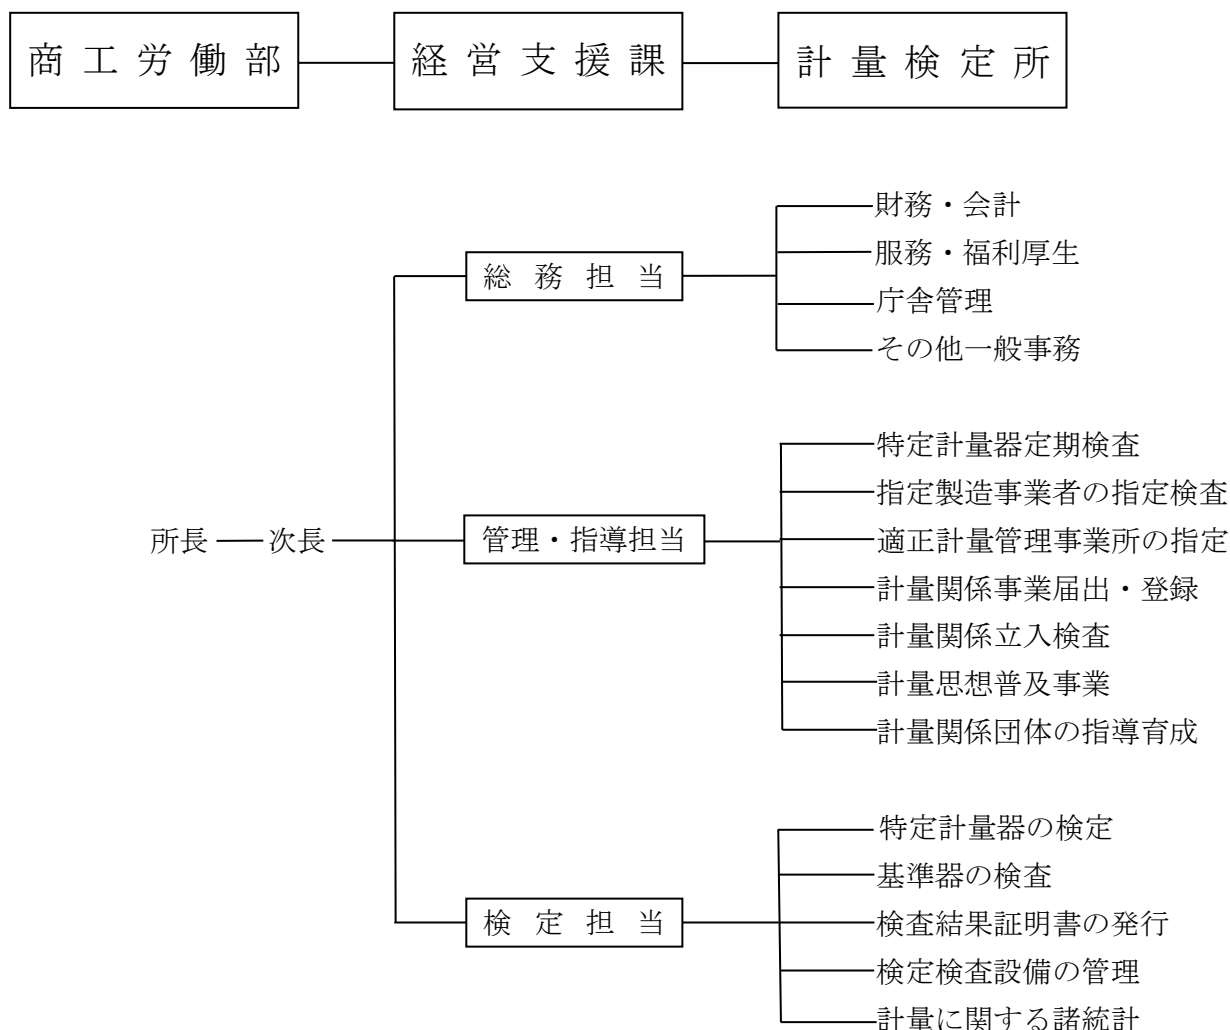 商工労働部 経営支援課 計量検定所
財務・会計
服務・福利厚生
総務担当
庁舎管理
その他一般事務
特定計量器定期検査
指定製造事業者の指定検査
所長 次長 管理・指導担当 適正計量管理事業所の指定
計量関係事業届出・登録
計量関係立入検査
計量思想普及事業
計量関係団体の指導育成
特定計量器の検定
基準器の検査
検定担当 検査結果証明書の発行
検定検査設備の管理
計量に関する諸統計